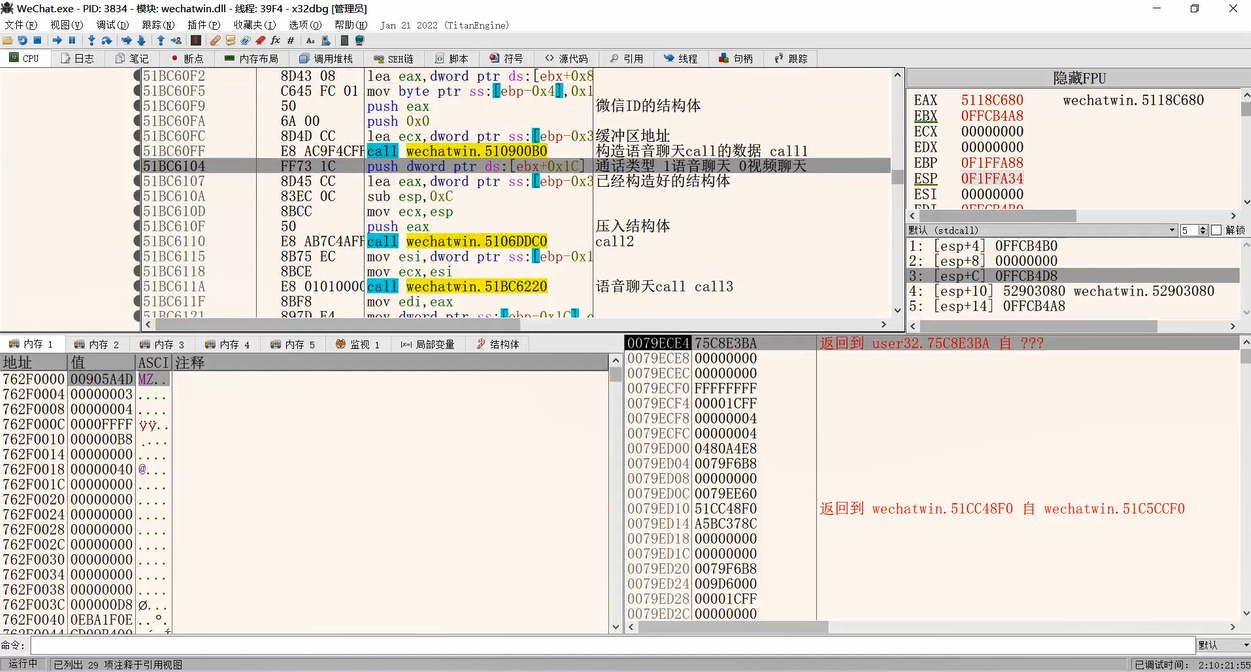 WeChat.exe - PID: 3834 - 模块: wechatwin.dll - 线程: 39F4 - x32dbg [管理员]
文件(F) 视图(V) 调试(D) 跟踪(N) 插件(P) 收藏夹(I) 选项(O) 帮助(H) Jan 21 2022 (TitanEngine)
CPU 日志 笔记 断点 内存布局 调用堆栈 SEH链 脚本 符号 源代码 引用 线程 句柄 跟踪
51BC60F2 8D43 08 lea eax,dword ptr ds:[ebx+0x8
51BC60F5 C645 FC 01 mov byte ptr ss:[ebp-0x4],0x1
51BC60F9 50 push eax 微信ID的结构体
51BC60FA 6A 00 push 0x0
51BC60FC 8D4D CC lea ecx,dword ptr ss:[ebp-0x3 缓冲区地址
51BC60FF E8 AC9F4CFF call wechatwin.510900B0 构造语音聊天call的数据 call1
51BC6104 FF73 1C push dword ptr ds:[ebx+0x1C] 通话类型 1语音聊天 0视频聊天
51BC6107 8D45 CC lea eax,dword ptr ss:[ebp-0x3 已经构造好的结构体
51BC610A 83EC 0C sub esp,0xC
51BC610D 8BCC mov ecx,esp
51BC610F 50 push eax 压入结构体
51BC6110 E8 AB7C4AFF call wechatwin.5106DDC0 call2
51BC6115 8B75 EC mov esi,dword ptr ss:[ebp-0x1
51BC6118 8BCE mov ecx,esi
51BC611A E8 01010000 call wechatwin.51BC6220 语音聊天call call3
51BC611F 8BF8 mov edi,eax
51BC6121 897D E4 mov dword ptr ss:[ebp-0x1C],e
隐藏FPU
EAX 5118C680 wechatwin.5118C680
EBX 0FFCB4A8
ECX 00000000
EDX 00000000
EBP 0F1FFA88
ESP 0F1FFA34
ESI 00000000
EDI 0FFCB4B0
默认 (stdcall) 5 解锁
1: [esp+4] 0FFCB4B0
2: [esp+8] 00000000
3: [esp+C] 0FFCB4D8
4: [esp+10] 52903080 wechatwin.52903080
5: [esp+14] 0FFCB4A8
内存 1 内存 2 内存 3 内存 4 内存 5 监视 1 局部变量 结构体
地址 值 ASCI 注释
762F0000 00905A4D MZ..
762F0004 00000003 ....
762F0008 00000004 ....
762F000C 0000FFFF ÿÿ..
762F0010 000000B8 ¸...
762F0014 00000000 ....
762F0018 00000040 @...
762F001C 00000000 ....
762F0020 00000000 ....
762F0024 00000000 ....
762F0028 00000000 ....
762F002C 00000000 ....
762F0030 00000000 ....
762F0034 00000000 ....
762F0038 00000000 ....
762F003C 000000D8 Ø...
762F0040 0EBA1F0E ..º.
762F0044 CD09B400
0079ECE4 75C8E3BA 返回到 user32.75C8E3BA 自 ???
0079ECE8 00000000
0079ECEC 00000000
0079ECF0 FFFFFFFF
0079ECF4 00001CFF
0079ECF8 00000004
0079ECFC 00000004
0079ED00 0480A4E8
0079ED04 0079F6B8
0079ED08 00000000
0079ED0C 0079EE60
0079ED10 51CC48F0 返回到 wechatwin.51CC48F0 自 wechatwin.51C5CCF0
0079ED14 A5BC378C
0079ED18 00000000
0079ED1C 00000000
0079ED20 0079F6B8
0079ED24 009D6000
0079ED28 00001CFF
0079ED2C 00000000
命令: 默认
运行中 已列出 29 项注释于引用视图 已调试时间: 2:10:21:55